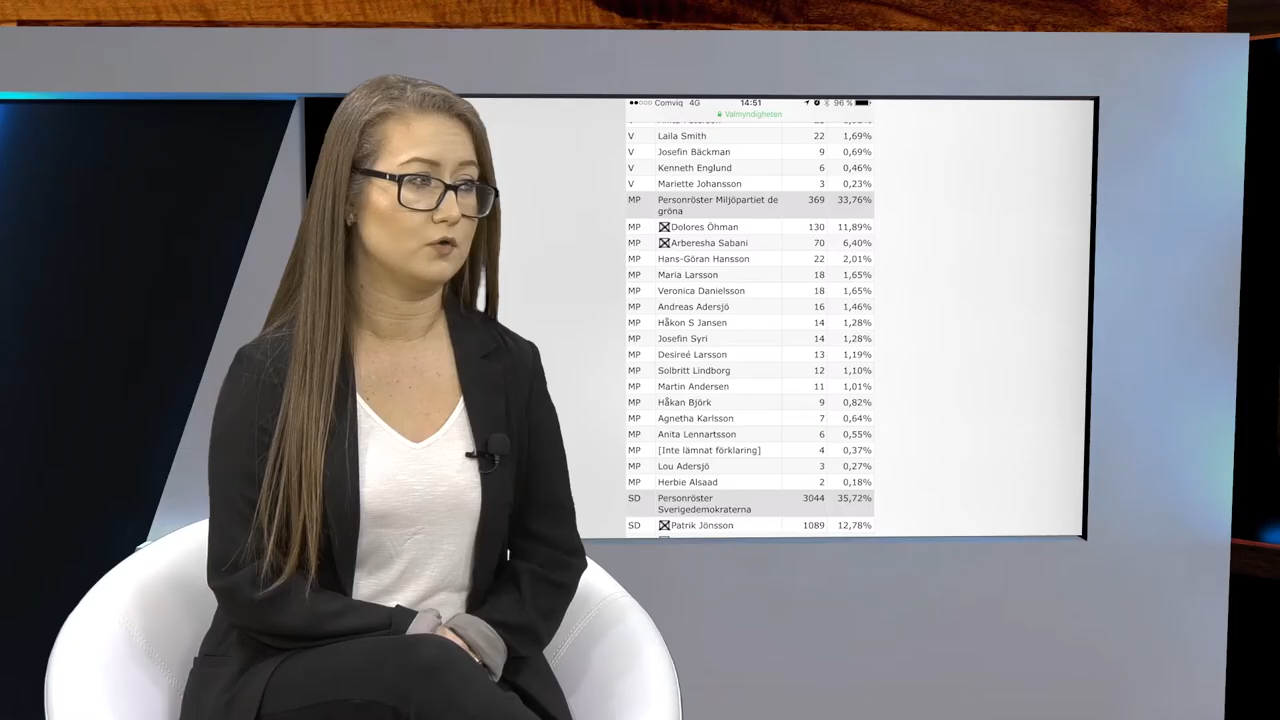 Comviq 4G 14:51 96 %
Valmyndigheten
V Laila Smith 22 1,69%
V Josefin Bäckman 9 0,69%
V Kenneth Englund 6 0,46%
V Mariette Johansson 3 0,23%
MP Personröster Miljöpartiet de 369 33,76%
gröna
MP Dolores Öhman 130 11,89%
MP Arberesha Sabani 70 6,40%
MP Hans-Göran Hansson 22 2,01%
MP Maria Larsson 18 1,65%
MP Veronica Danielsson 18 1,65%
MP Andreas Adersjö 16 1,46%
MP Håkon S Jansen 14 1,28%
MP Josefin Syri 14 1,28%
MP Desireé Larsson 13 1,19%
MP Solbritt Lindborg 12 1,10%
MP Martin Andersen 11 1,01%
MP Håkan Björk 9 0,82%
MP Agnetha Karlsson 7 0,64%
MP Anita Lennartsson 6 0,55%
MP [Inte lämnat förklaring] 4 0,37%
MP Lou Adersjö 3 0,27%
MP Herbie Alsaad 2 0,18%
SD Personröster 3044 35,72%
Sverigedemokraterna
SD Patrik Jönsson 1089 12,78%